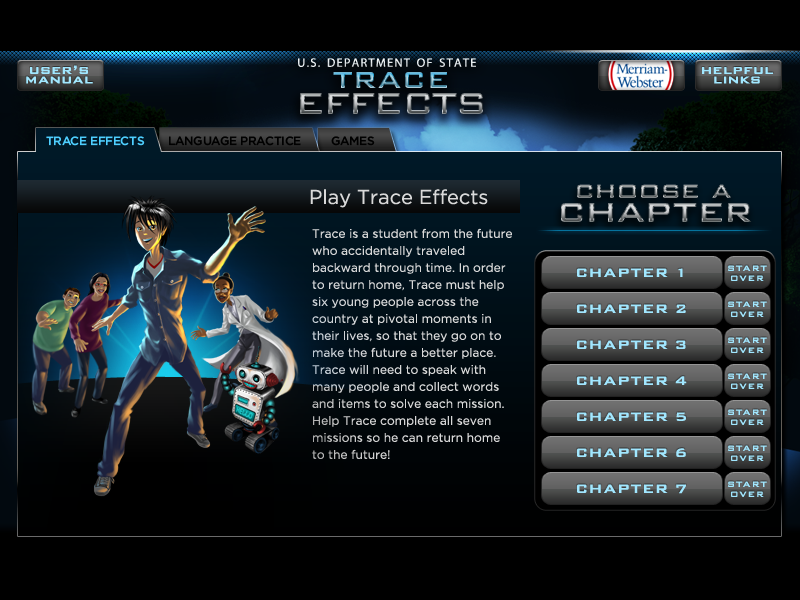 U.S. DEPARTMENT OF STATE
TRACE
EFFECTS
USER'S
MANUAL
Merriam-
Webster
HELPFUL
LINKS
TRACE EFFECTS
LANGUAGE PRACTICE
GAMES
Play Trace Effects
Trace is a student from the future
who accidentally traveled
backward through time. In order
to return home, Trace must help
six young people across the
country at pivotal moments in
their lives, so that they go on to
make the future a better place.
Trace will need to speak with
many people and collect words
and items to solve each mission.
Help Trace complete all seven
missions so he can return home
to the future!
CHOOSE A
CHAPTER
CHAPTER 1
START
OVER
CHAPTER 2
START
OVER
CHAPTER 3
START
OVER
CHAPTER 4
START
OVER
CHAPTER 5
START
OVER
CHAPTER 6
START
OVER
CHAPTER 7
START
OVER